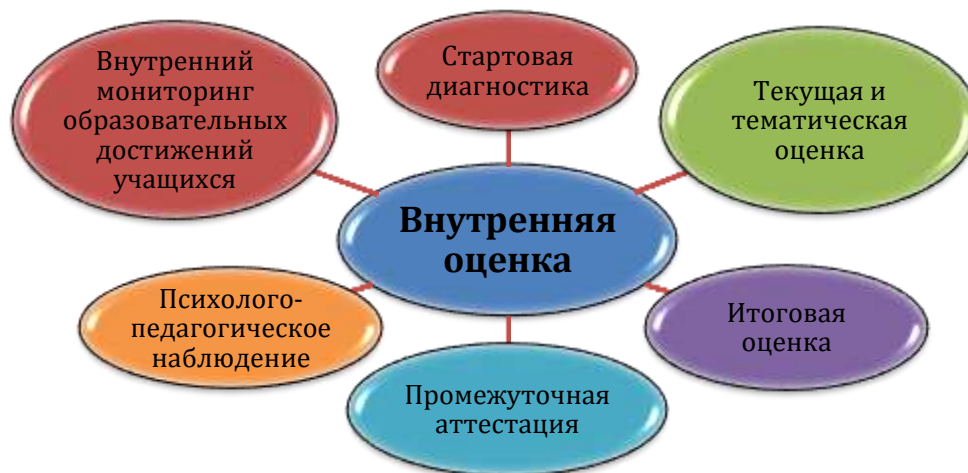 Внутренний
мониторинг
образовательных
достижений
учащихся
Стартовая
диагностика
Текущая и
тематическая
оценка
Внутренняя
оценка
Психолого-
педагогическое
наблюдение
Промежуточная
аттестация
Итоговая
оценка